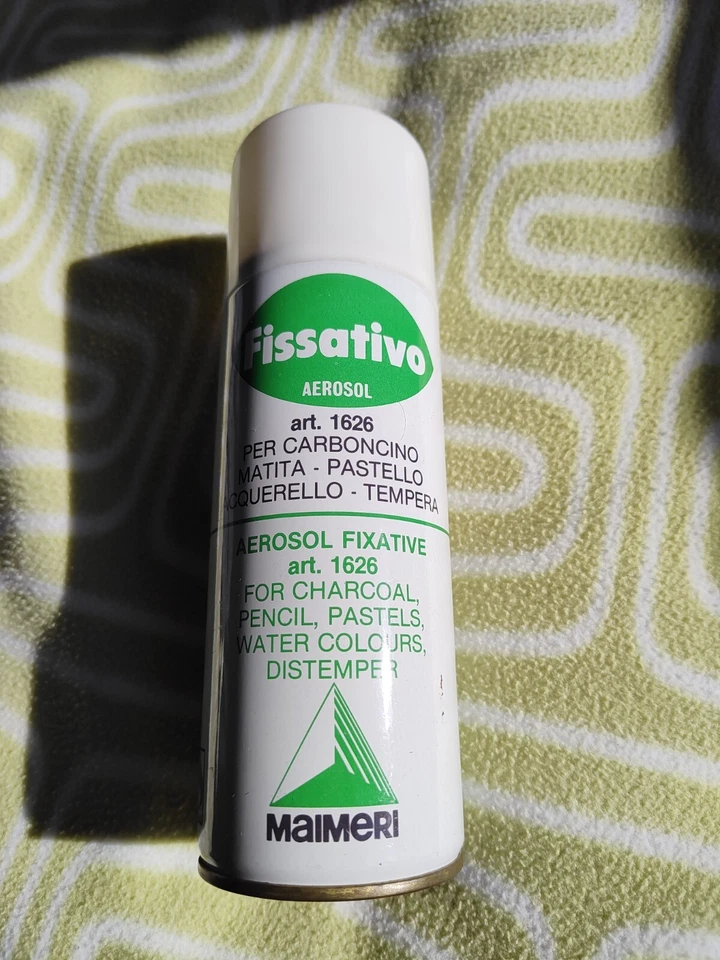 Fissativo
AEROSOL
art. 1626
PER CARBONCINO
MATITA - PASTELLO
ACQUERELLO - TEMPERA
AEROSOL FIXATIVE
art. 1626
FOR CHARCOAL,
PENCIL, PASTELS,
WATER COLOURS,
DISTEMPER
MAIMERI